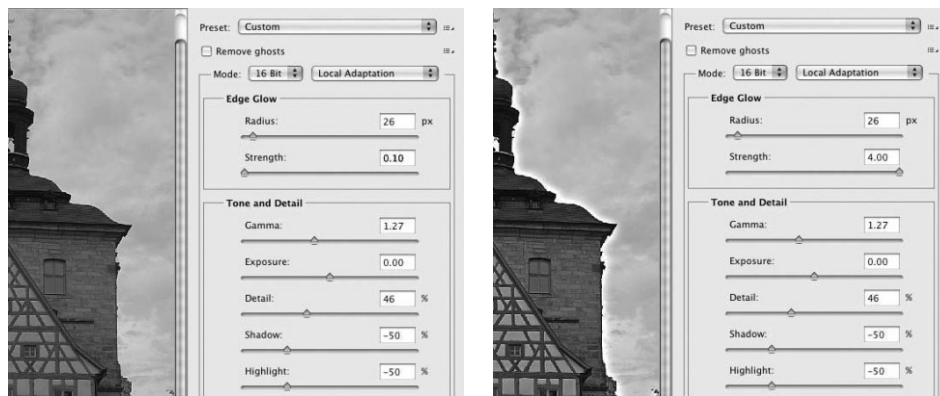 Preset: Custom
Remove ghosts
Mode: 16 Bit Local Adaptation
Edge Glow
Radius: 26 px
Strength: 0.10
Tone and Detail
Gamma: 1.27
Exposure: 0.00
Detail: 46 %
Shadow: -50 %
Highlight: -50 %
Preset: Custom
Remove ghosts
Mode: 16 Bit Local Adaptation
Edge Glow
Radius: 26 px
Strength: 4.00
Tone and Detail
Gamma: 1.27
Exposure: 0.00
Detail: 46 %
Shadow: -50 %
Highlight: -50 %